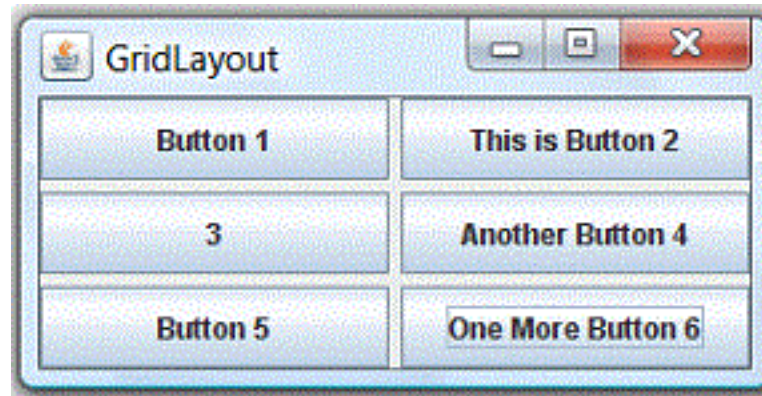 GridLayout
Button 1
This is Button 2
3
Another Button 4
Button 5
One More Button 6